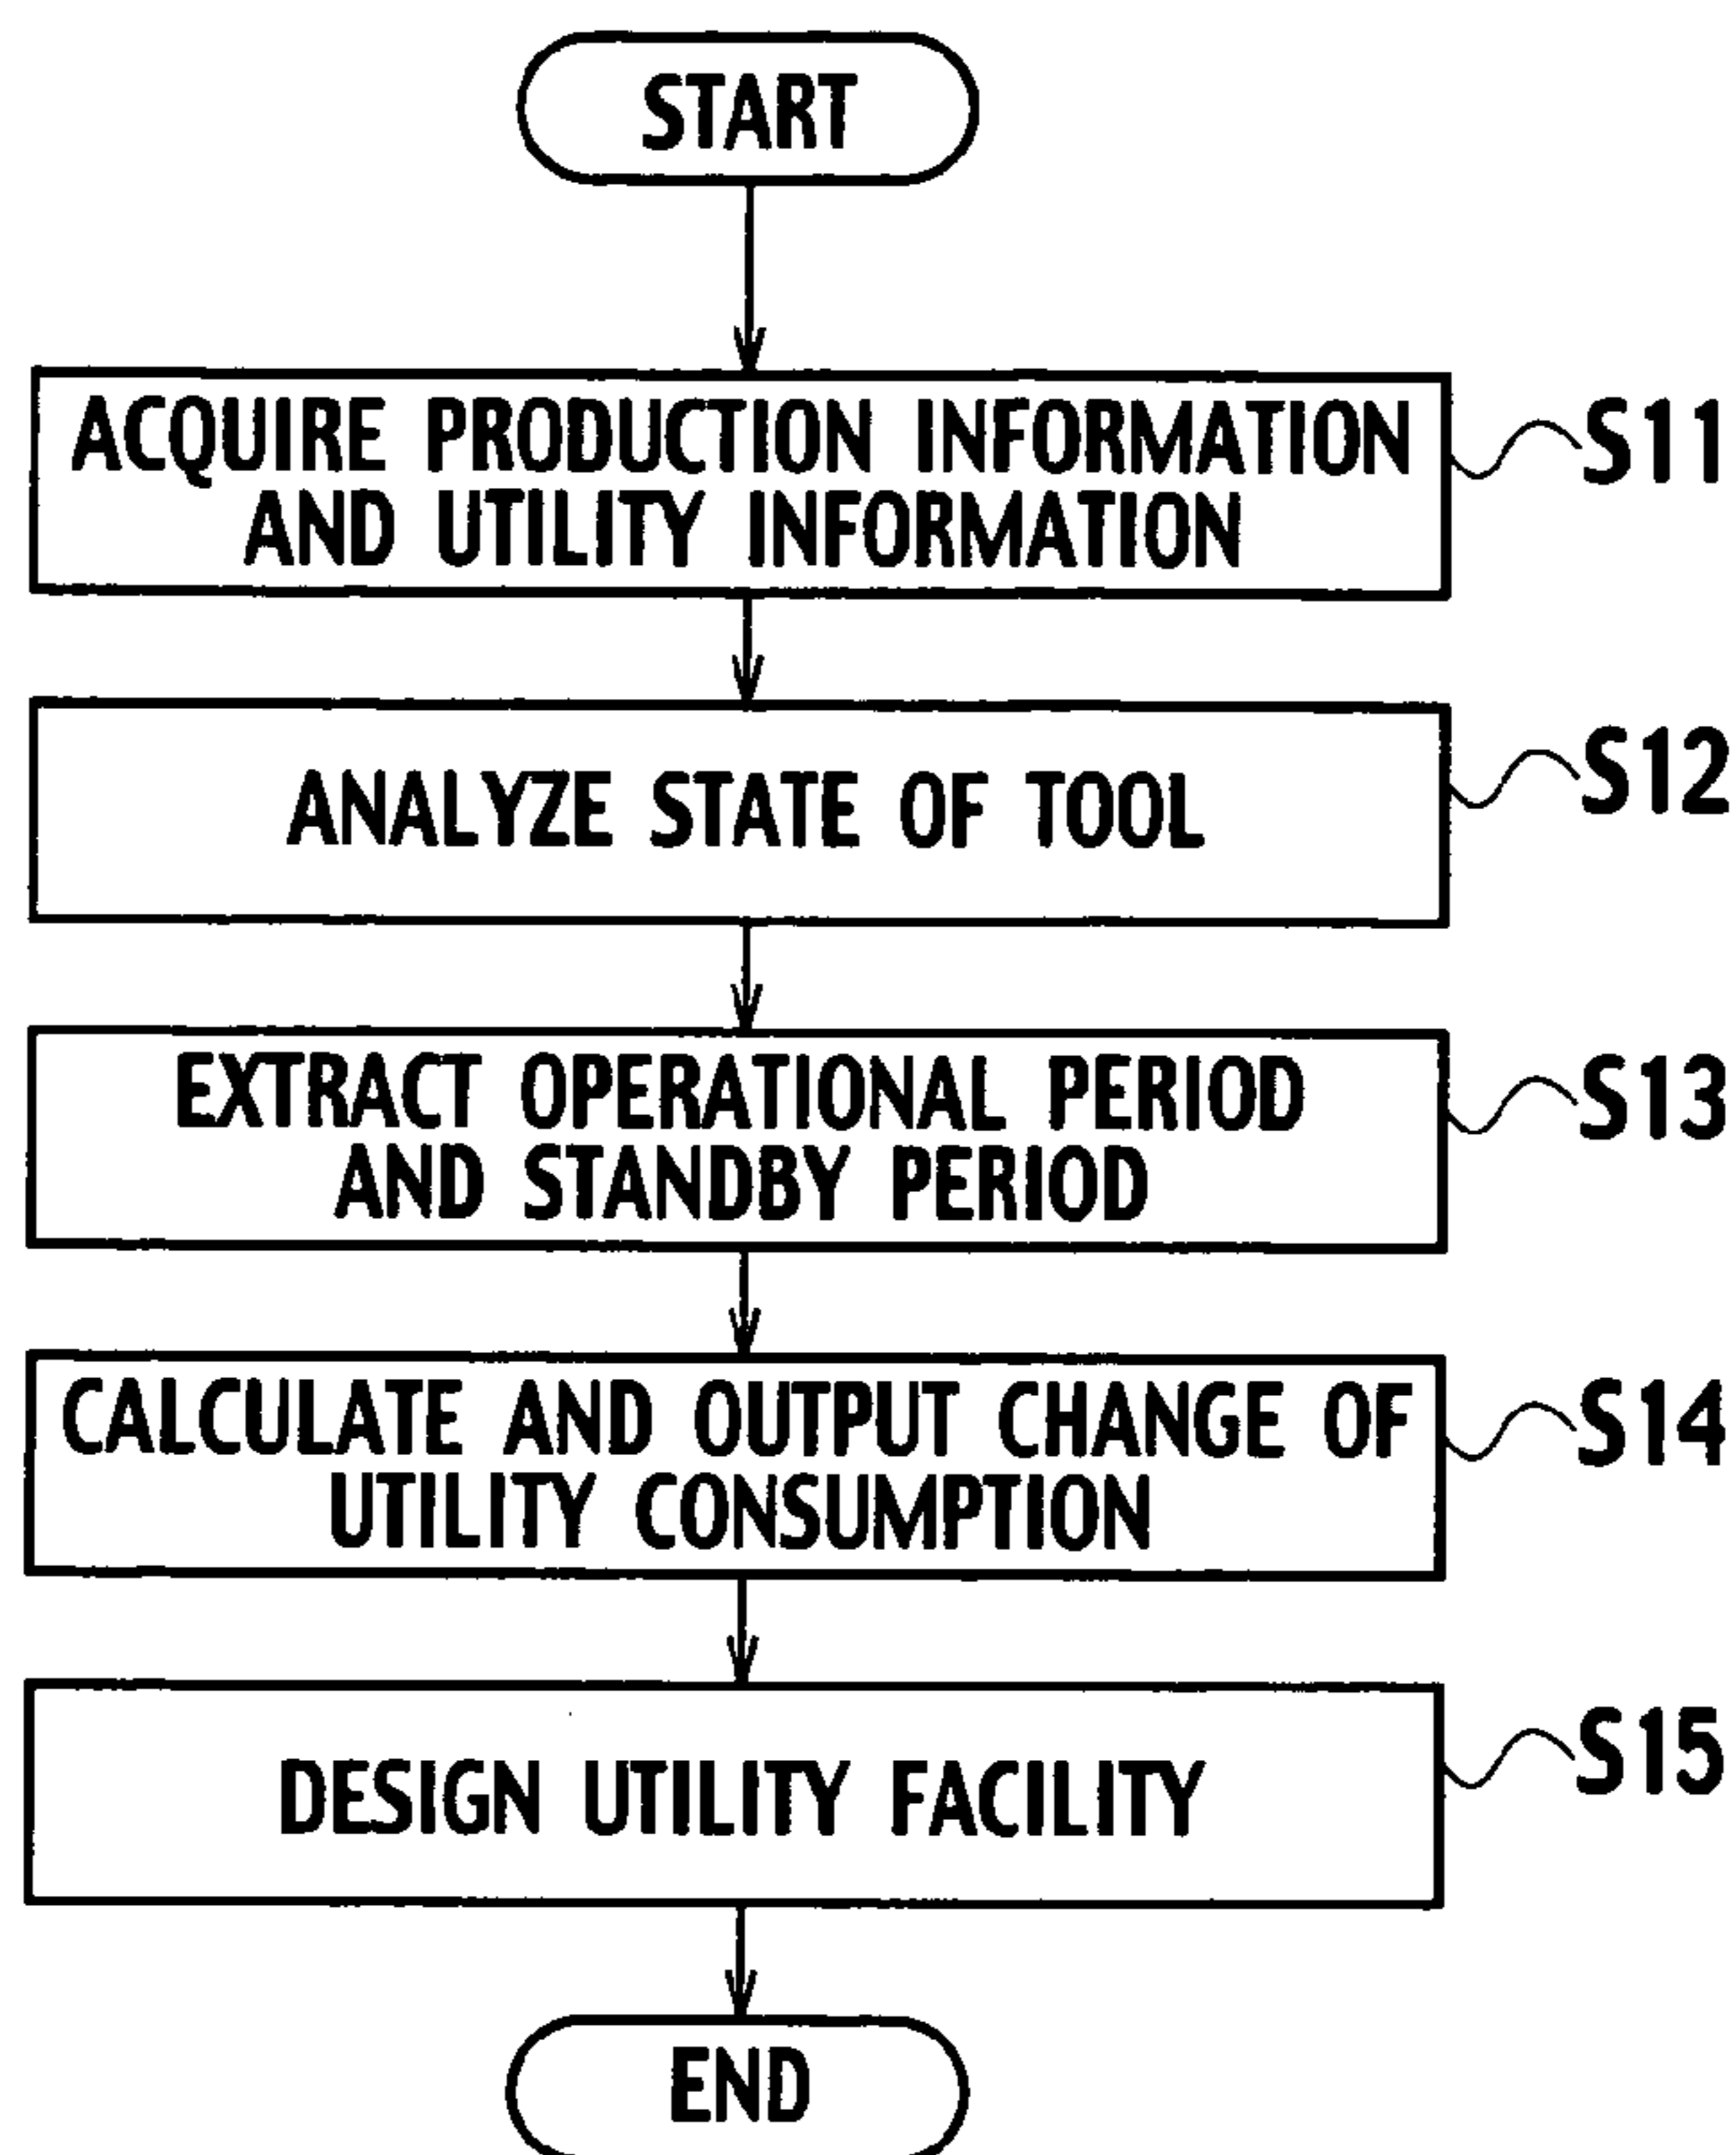 START
ACQUIRE PRODUCTION INFORMATION
AND UTILITY INFORMATION
S11
ANALYZE STATE OF TOOL
S12
EXTRACT OPERATIONAL PERIOD
AND STANDBY PERIOD
S13
CALCULATE AND OUTPUT CHANGE OF
UTILITY CONSUMPTION
S14
DESIGN UTILITY FACILITY
S15
END